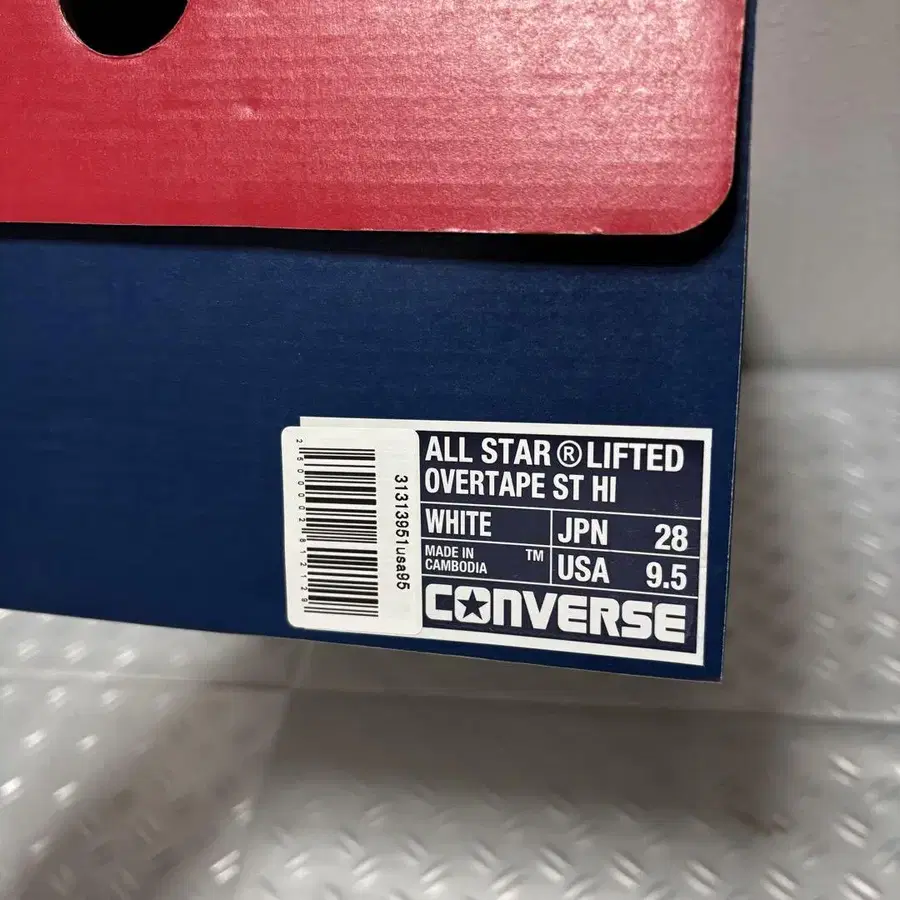 ALL STAR ® LIFTED
OVERTAPE ST HI
WHITE
JPN 28
MADE IN
CAMBODIA
TM
USA 9.5
CONVERSE
31313951usa95